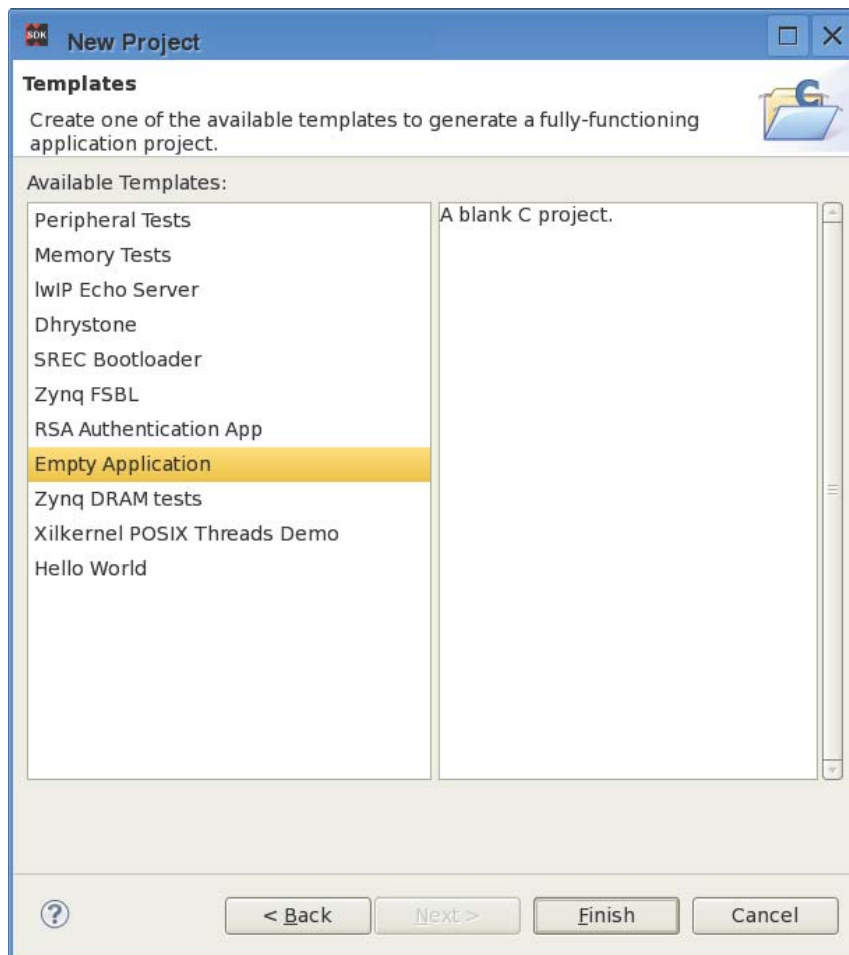 SDK
New Project
Templates
Create one of the available templates to generate a fully-functioning
application project.
Available Templates:
Peripheral Tests
Memory Tests
lwIP Echo Server
Dhrystone
SREC Bootloader
Zynq FSBL
RSA Authentication App
Empty Application
Zynq DRAM tests
Xilkernel POSIX Threads Demo
Hello World
A blank C project.
? < Back Next > Finish Cancel